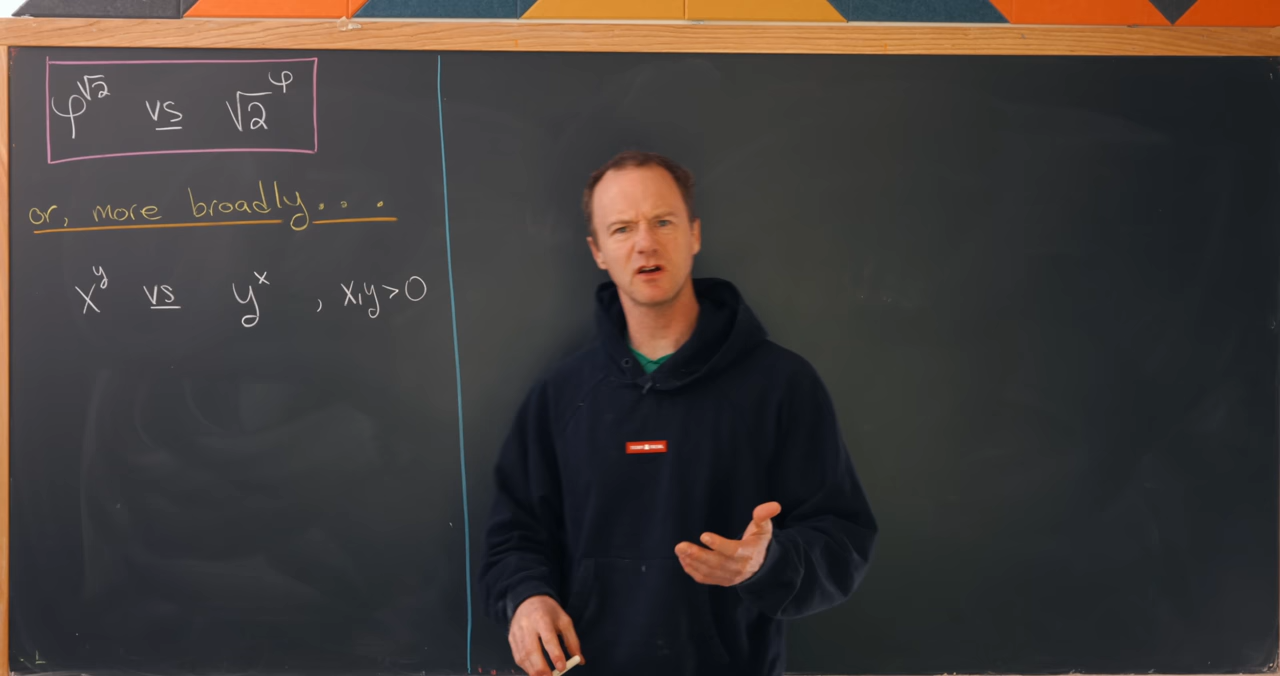 φ^√2 vs √2^φ
or, more broadly...
x^y vs y^x , x,y>0